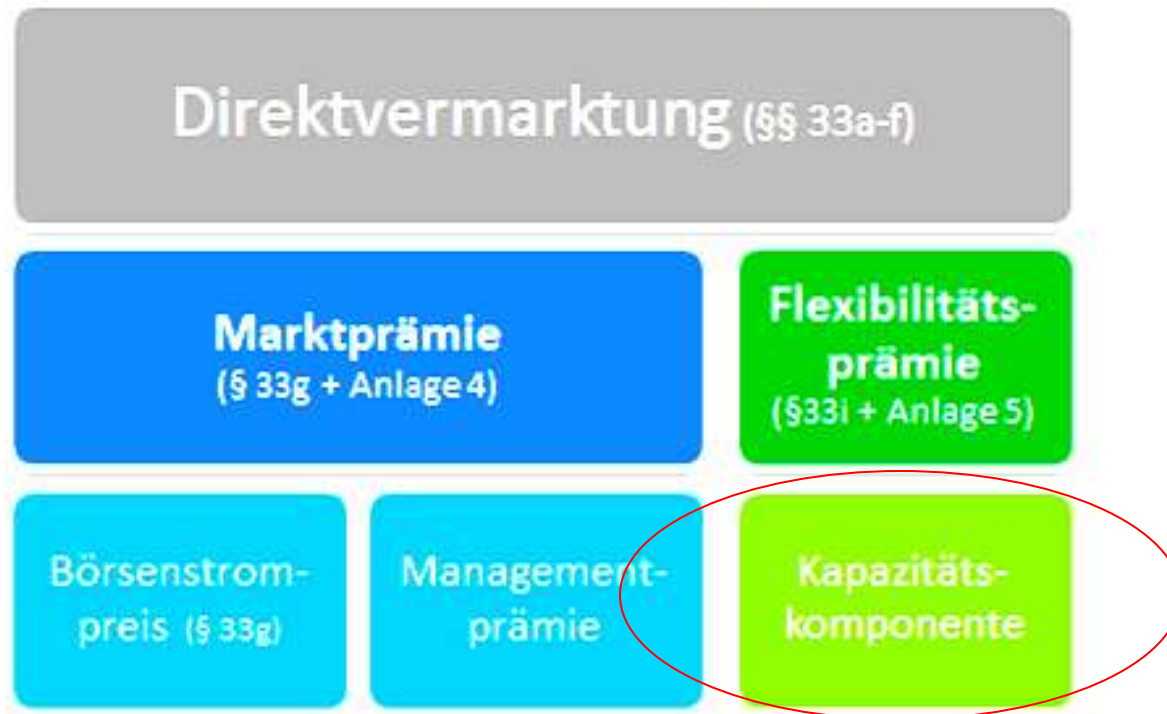 Direktvermarktung (§§ 33a-f)
Marktprämie
(§ 33g + Anlage 4)
Flexibilitäts-
prämie
(§33i + Anlage 5)
Börsenstrom-
preis (§ 33g)
Management-
prämie
Kapazitäts-
komponente